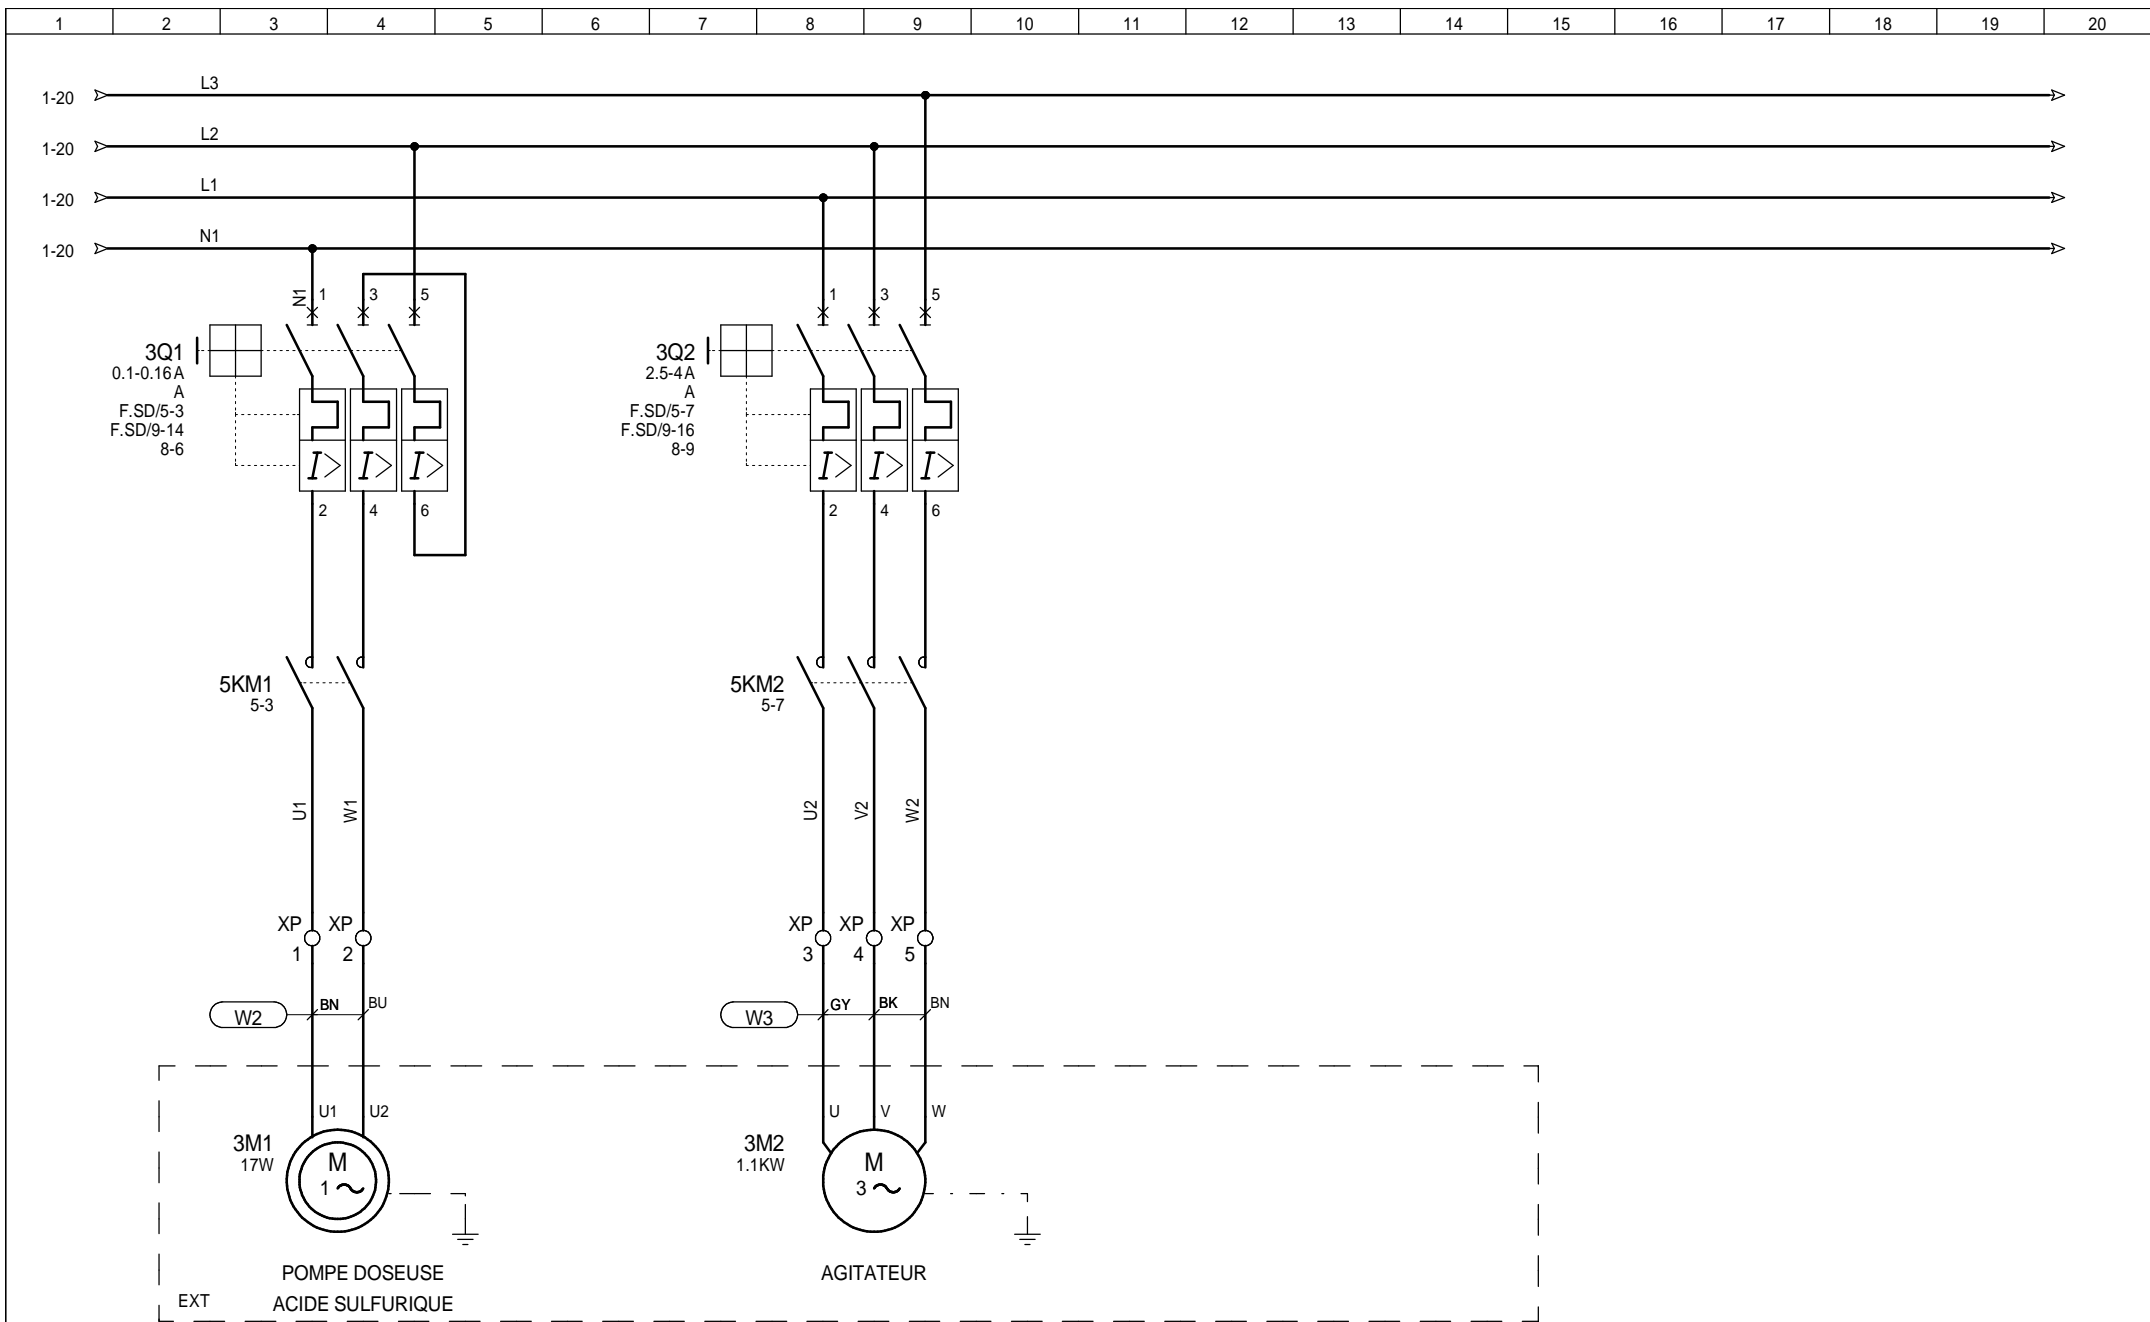 1 2 3 4 5 6 7 8 9 10 11 12 13 14 15 16 17 18 19 20
L3
1-20
L2
1-20
L1
1-20
N1
1-20
N1 1 3 5
1 3 5
3Q1
0.1-0.16A
A
F.SD/5-3
F.SD/9-14
8-6
I> I> I>
2 4 6
3Q2
2.5-4A
A
F.SD/5-7
F.SD/9-16
8-9
I> I> I>
2 4 6
5KM1
5-3
5KM2
5-7
U1 W1
U2 V2 W2
XP XP
1 2
XP XP XP
3 4 5
W2 BN BU
W3 GY BK BN
U1 U2
U V W
3M1
17W
M
1
3M2
1.1KW
M
3
POMPE DOSEUSE
ACIDE SULFURIQUE
AGITATEUR
EXT